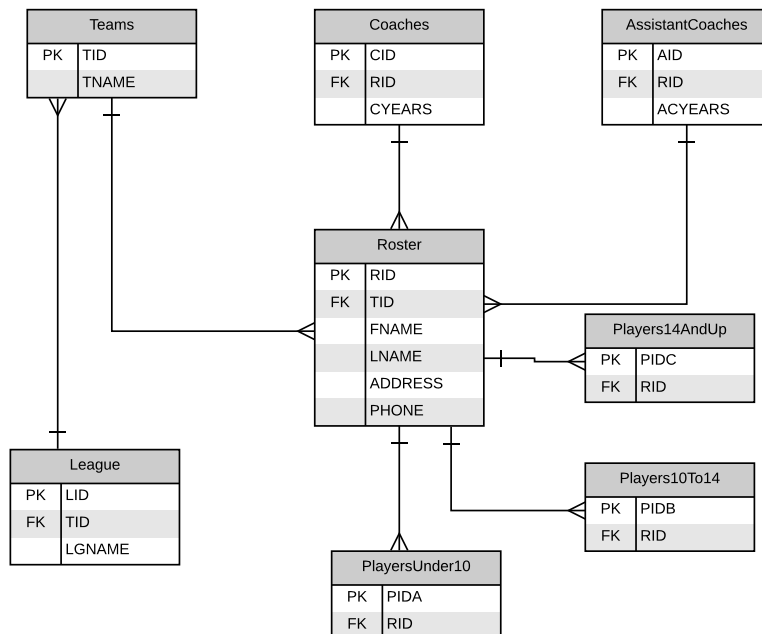 Teams
PK TID
TNAME
Coaches
PK CID
FK RID
CYEARS
AssistantCoaches
PK AID
FK RID
ACYEARS
Roster
PK RID
FK TID
FNAME
LNAME
ADDRESS
PHONE
Players14AndUp
PK PIDC
FK RID
League
PK LID
FK TID
LGNAME
Players10To14
PK PIDB
FK RID
PlayersUnder10
PK PIDA
FK RID